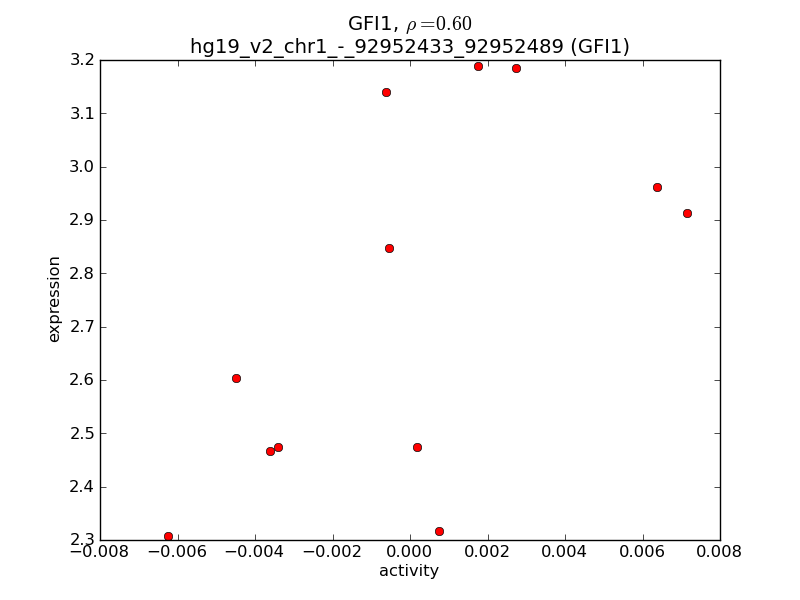 GFI1, ρ=0.60
hg19_v2_chr1_-_92952433_92952489 (GFI1)
3.2
3.1
3.0
2.9
2.8
2.7
2.6
2.5
2.4
2.3
expression
−0.008 −0.006 −0.004 −0.002 0.000 0.002 0.004 0.006 0.008
activity